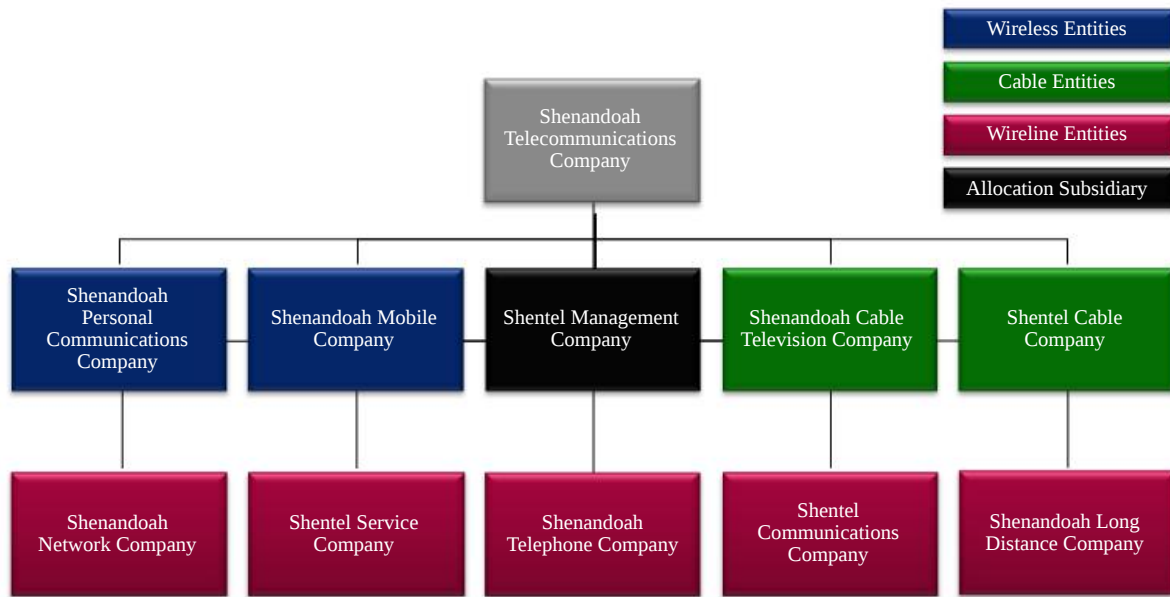 Wireless Entities
Cable Entities
Wireline Entities
Allocation Subsidiary
Shenandoah
Telecommunications
Company
Shenandoah
Personal
Communications
Company
Shenandoah Mobile
Company
Shentel Management
Company
Shenandoah Cable
Television Company
Shentel Cable
Company
Shenandoah
Network Company
Shentel Service
Company
Shenandoah
Telephone Company
Shentel
Communications
Company
Shenandoah Long
Distance Company